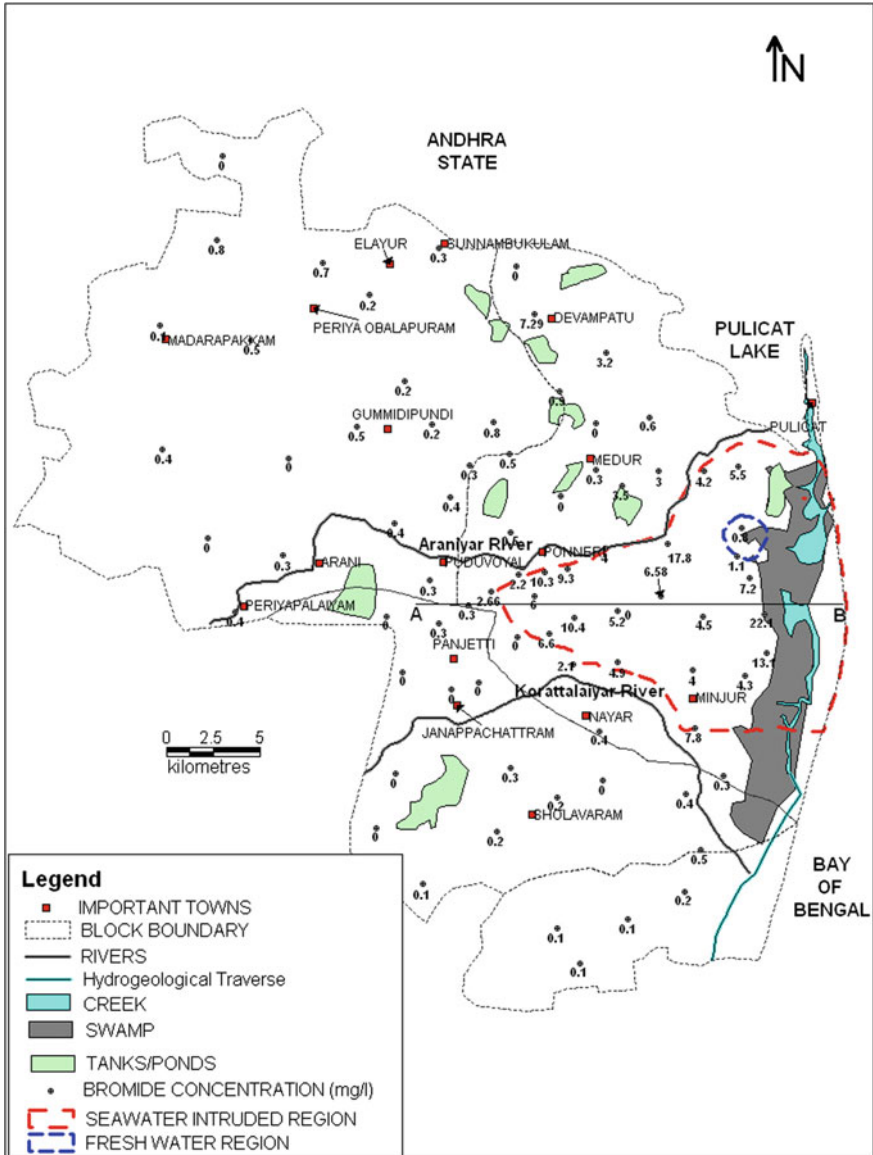 N
ANDHRA
STATE
0
0.8
ELAYUR
SUNNAMBUKULAM
0.3
0.7
0
0.2
PERIYA OBALAPURAM
7.29
DEVAMPATU
PULICAT
LAKE
MADARAPAKKAM
0.5
3.2
0.2
0.9
GUMMIDIPUNDI
0.5
0.2
0.8
0
0.6
PULICAT
0.4
0
0.3
0.5
MEDUR
0.3
3
4.2
5.5
0.4
0
3.5
0
0.4
Araniyar River
0.8
0.3
ARANI
PUDUVOYAL
PONNERI
4
17.8
1.1
0.3
2.2
10.3
9.3
6.58
7.2
PERIYAPALAIYAM
0.4
2.66
6
A
B
0.3
0
0.3
10.4
5.2
0
4.5
22.1
PANJETTI
0
6.6
13.1
0
2.1
4.9
4
4.3
0
Korattalaiyar River
MINJUR
JANAPPACHATTRAM
NAYAR
0.4
7.8
0 2.5 5
kilometres
0
0.3
0
0.3
0.2
0.4
SHOLAVARAM
0
0.2
0.5
0.1
0.2
BAY
OF
BENGAL
0.1
0.1
0.1
Legend
IMPORTANT TOWNS
BLOCK BOUNDARY
RIVERS
Hydrogeological Traverse
CREEK
SWAMP
TANKS/PONDS
BROMIDE CONCENTRATION (mg/l)
SEAWATER INTRUDED REGION
FRESH WATER REGION